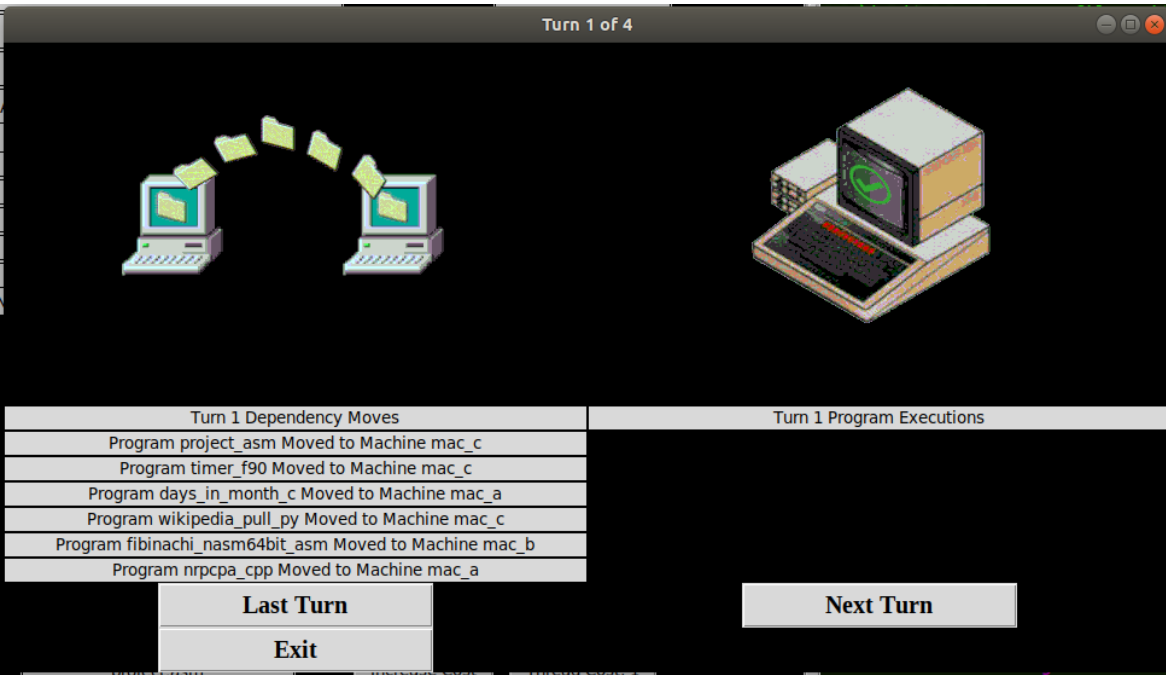 Turn 1 of 4
Turn 1 Dependency Moves
Turn 1 Program Executions
Program project_asm Moved to Machine mac_c
Program timer_f90 Moved to Machine mac_c
Program days_in_month_c Moved to Machine mac_a
Program wikipedia_pull_py Moved to Machine mac_c
Program fibinachi_nasm64bit_asm Moved to Machine mac_b
Program nrpcpa_cpp Moved to Machine mac_a
Last Turn
Next Turn
Exit